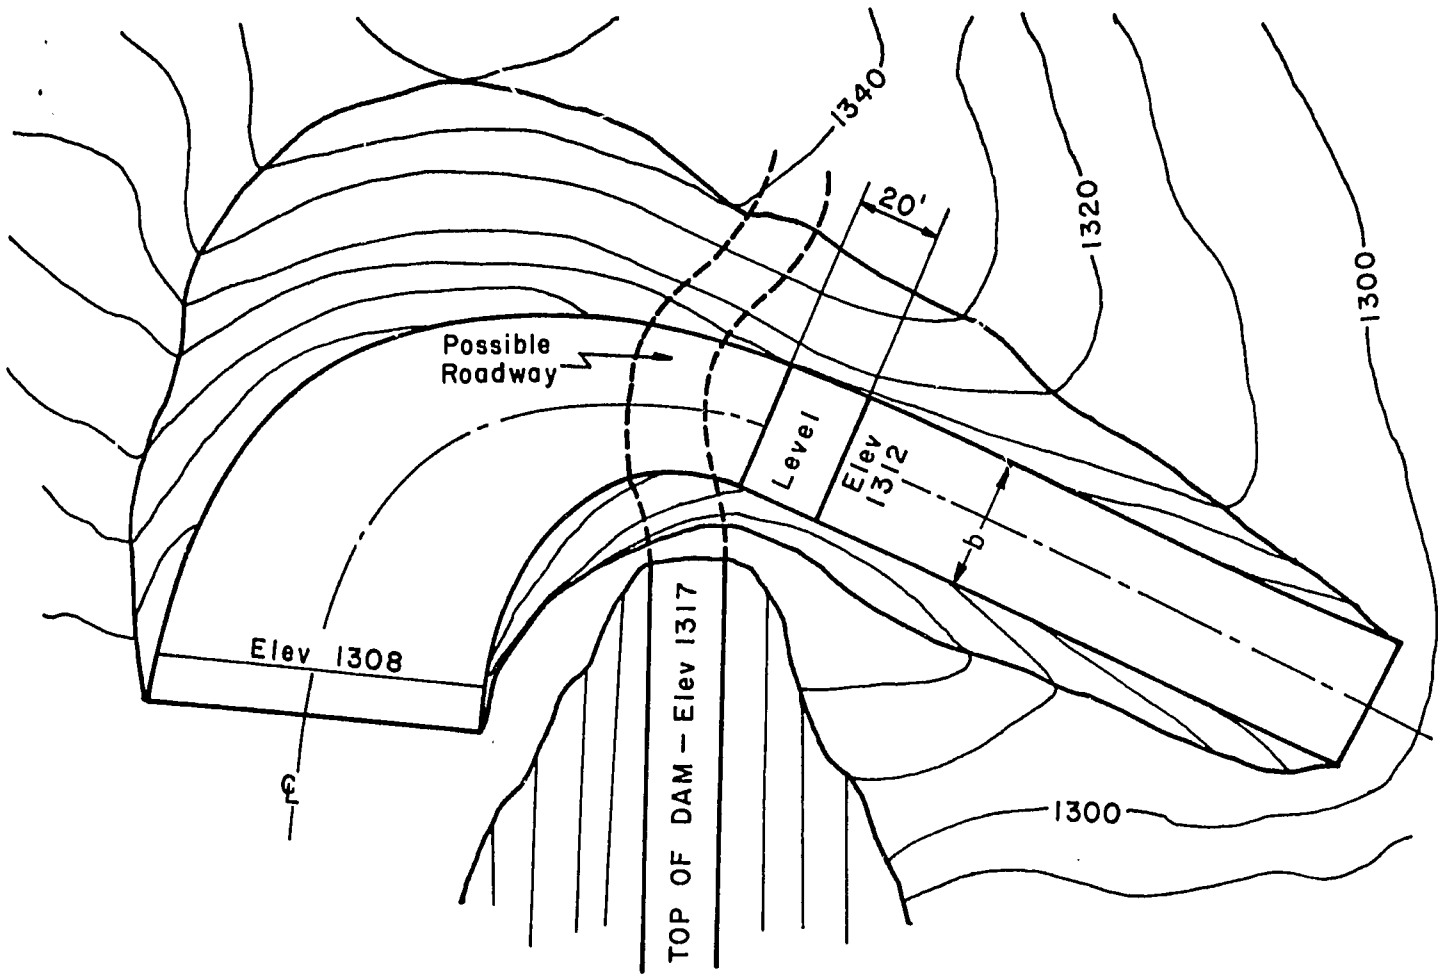 1340
20'
1320
1300
Possible
Roadway
Level
Elev
1312
b
Elev 1308
TOP OF DAM — Elev 1317
℄
1300